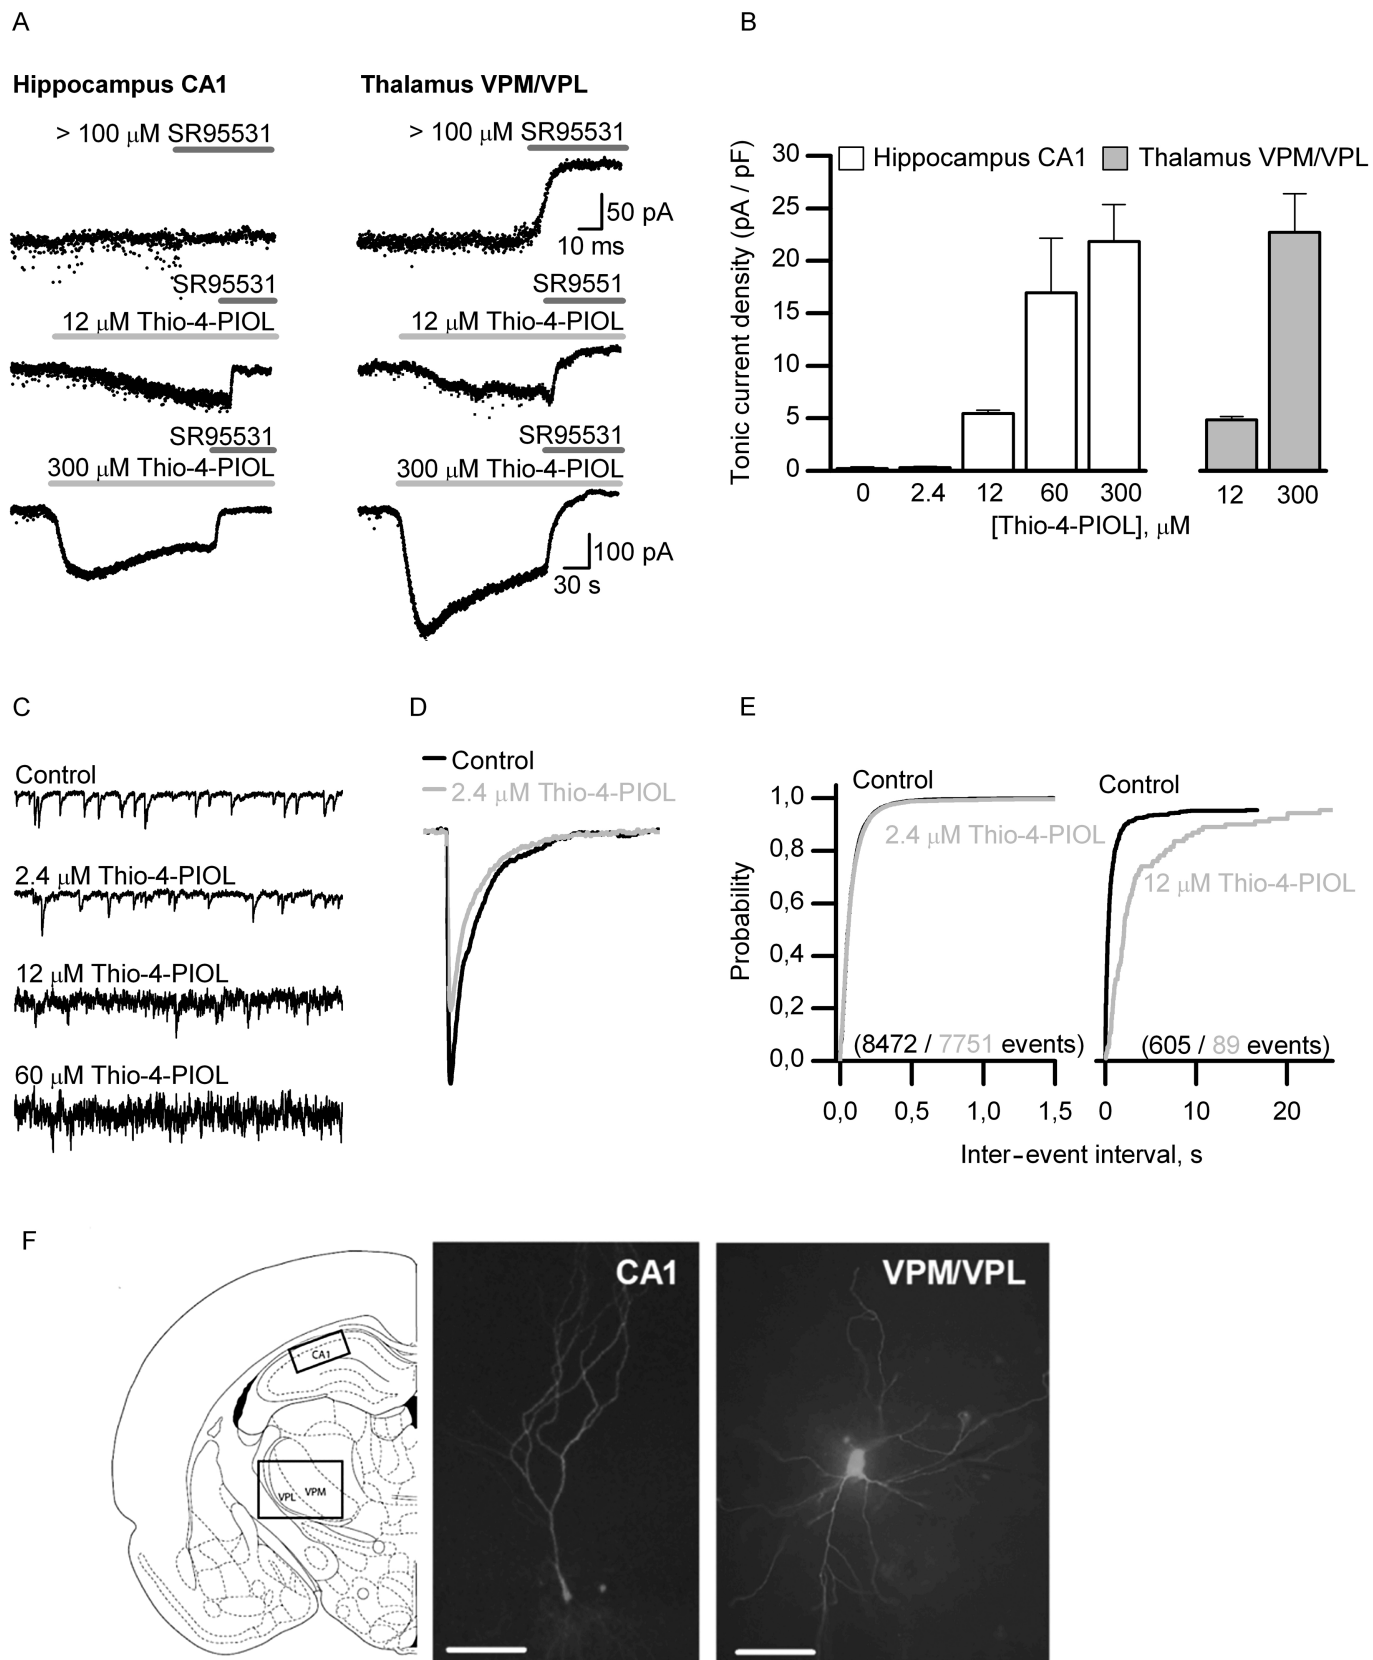 A
Hippocampus CA1
Thalamus VPM/VPL
> 100 μM SR95531
> 100 μM SR95531
50 pA
10 ms
SR95531
SR9551
12 μM Thio-4-PIOL
12 μM Thio-4-PIOL
SR95531
SR95531
300 μM Thio-4-PIOL
300 μM Thio-4-PIOL
100 pA
30 s
B
Hippocampus CA1
Thalamus VPM/VPL
Tonic current density (pA / pF)
30
25
20
15
10
5
0
0 2.4 12 60 300 12 300
[Thio-4-PIOL], μM
C
Control
2.4 μM Thio-4-PIOL
12 μM Thio-4-PIOL
60 μM Thio-4-PIOL
D
Control
2.4 μM Thio-4-PIOL
E
Probability
1,0
0,8
0,6
0,4
0,2
0,0
Control
2.4 μM Thio-4-PIOL
(8472 / 7751 events)
0,0 0,5 1,0 1,5
Control
12 μM Thio-4-PIOL
(605 / 89 events)
0 10 20
Inter-event interval, s
F
CA1
VPL
VPM
CA1
VPM/VPL